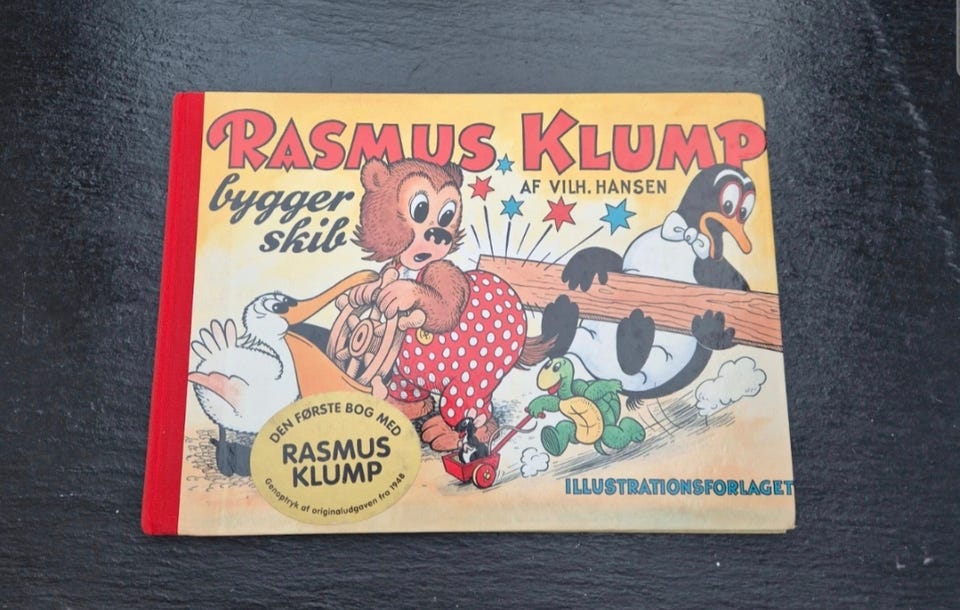 RASMUS KLUMP
AF VILH. HANSEN
bygger
skib
DEN FØRSTE BOG MED
RASMUS
KLUMP
Genoptryk af originaludgaven fra 1948
ILLUSTRATIONSFORLAGET